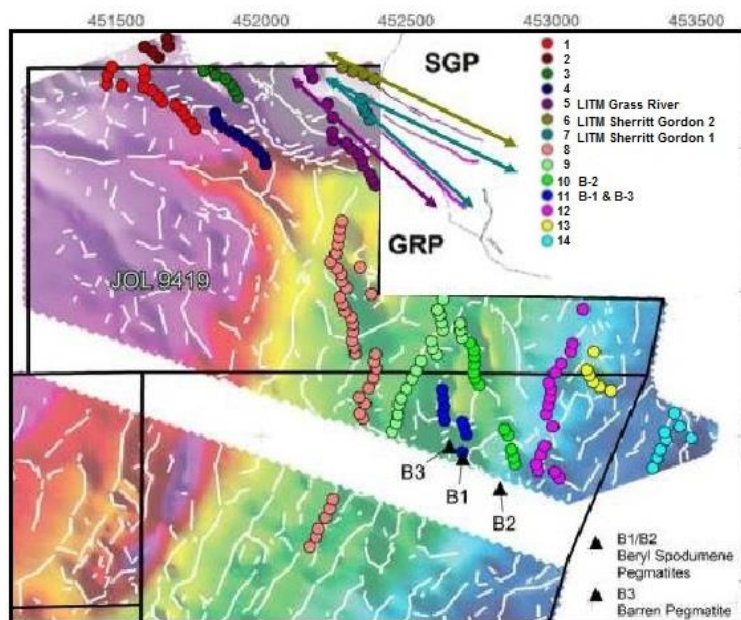 451500 452000 452500 453000 453500
SGP
GRP
JOL 9419
1
2
3
4
5 LITM Grass River
6 LITM Sherritt Gordon 2
7 LITM Sherritt Gordon 1
8
9
10 B-2
11 B-1 & B-3
12
13
14
B3
B1
B2
B1/B2
Beryl Spodumene
Pegmatites
B3
Barren Pegmatite